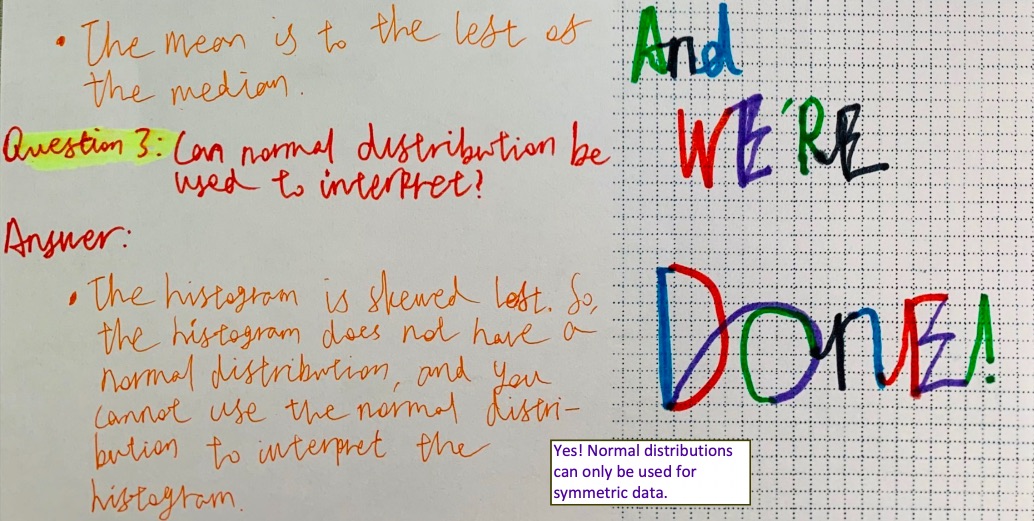 • The mean is to the left of
the median.
Question 3: Can normal distribution be
used to interpret?
Answer:
• The histogram is skewed left. So,
the histogram does not have a
normal distribution, and you
cannot use the normal distri-
bution to interpret the
histogram.
And
WE'RE
DONE!
Yes! Normal distributions
can only be used for
symmetric data.